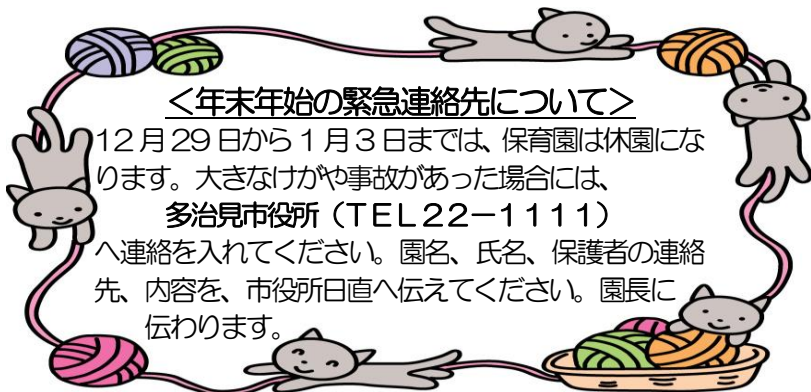 ＜年末年始の緊急連絡先について＞
12月29日から1月3日までは、保育園は休園にな
ります。大きなけがや事故があった場合には、
多治見市役所（ＴＥＬ２２－１１１１）
へ連絡を入れてください。園名、氏名、保護者の連絡
先、内容を、市役所日直へ伝えてください。園長に
伝わります。